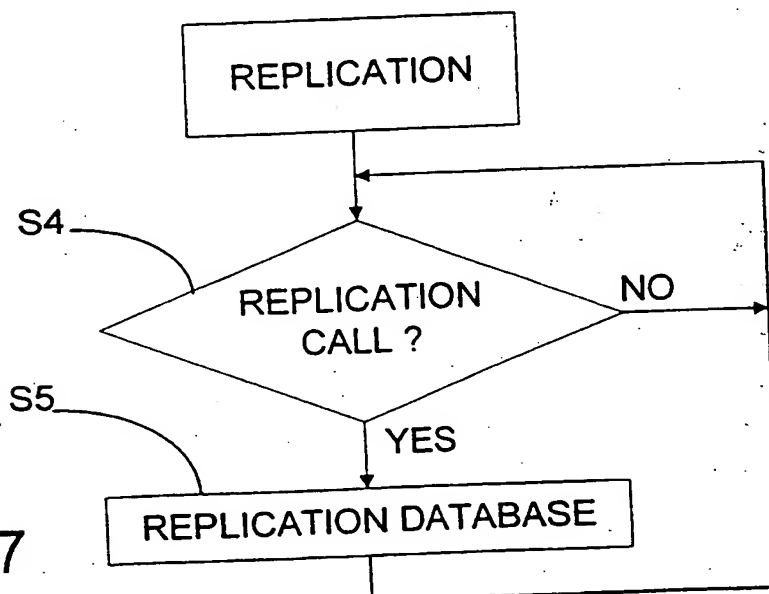 REPLICATION
S4
REPLICATION
CALL ?
NO
S5
YES
REPLICATION DATABASE
7